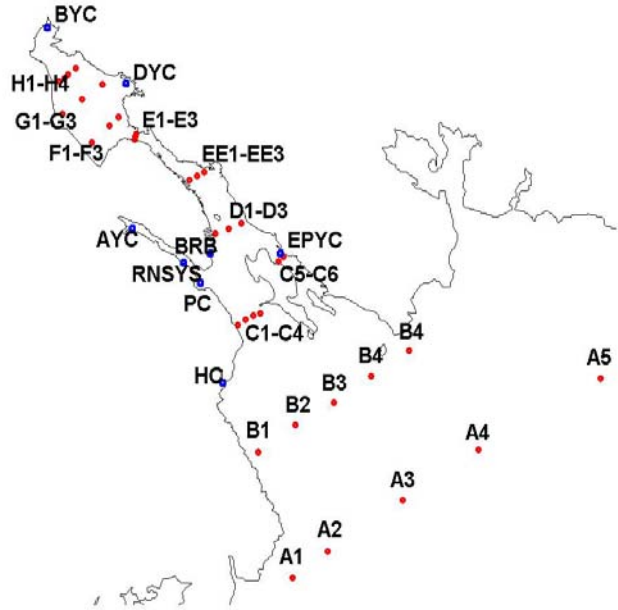 BYC
DYC
H1-H4
G1-G3
E1-E3
F1-F3
EE1-EE3
D1-D3
AYC
BRB
EPYC
RNSYS
C5-C6
PC
C1-C4
B4
B4
A5
HC
B3
B2
B1
A4
A3
A2
A1